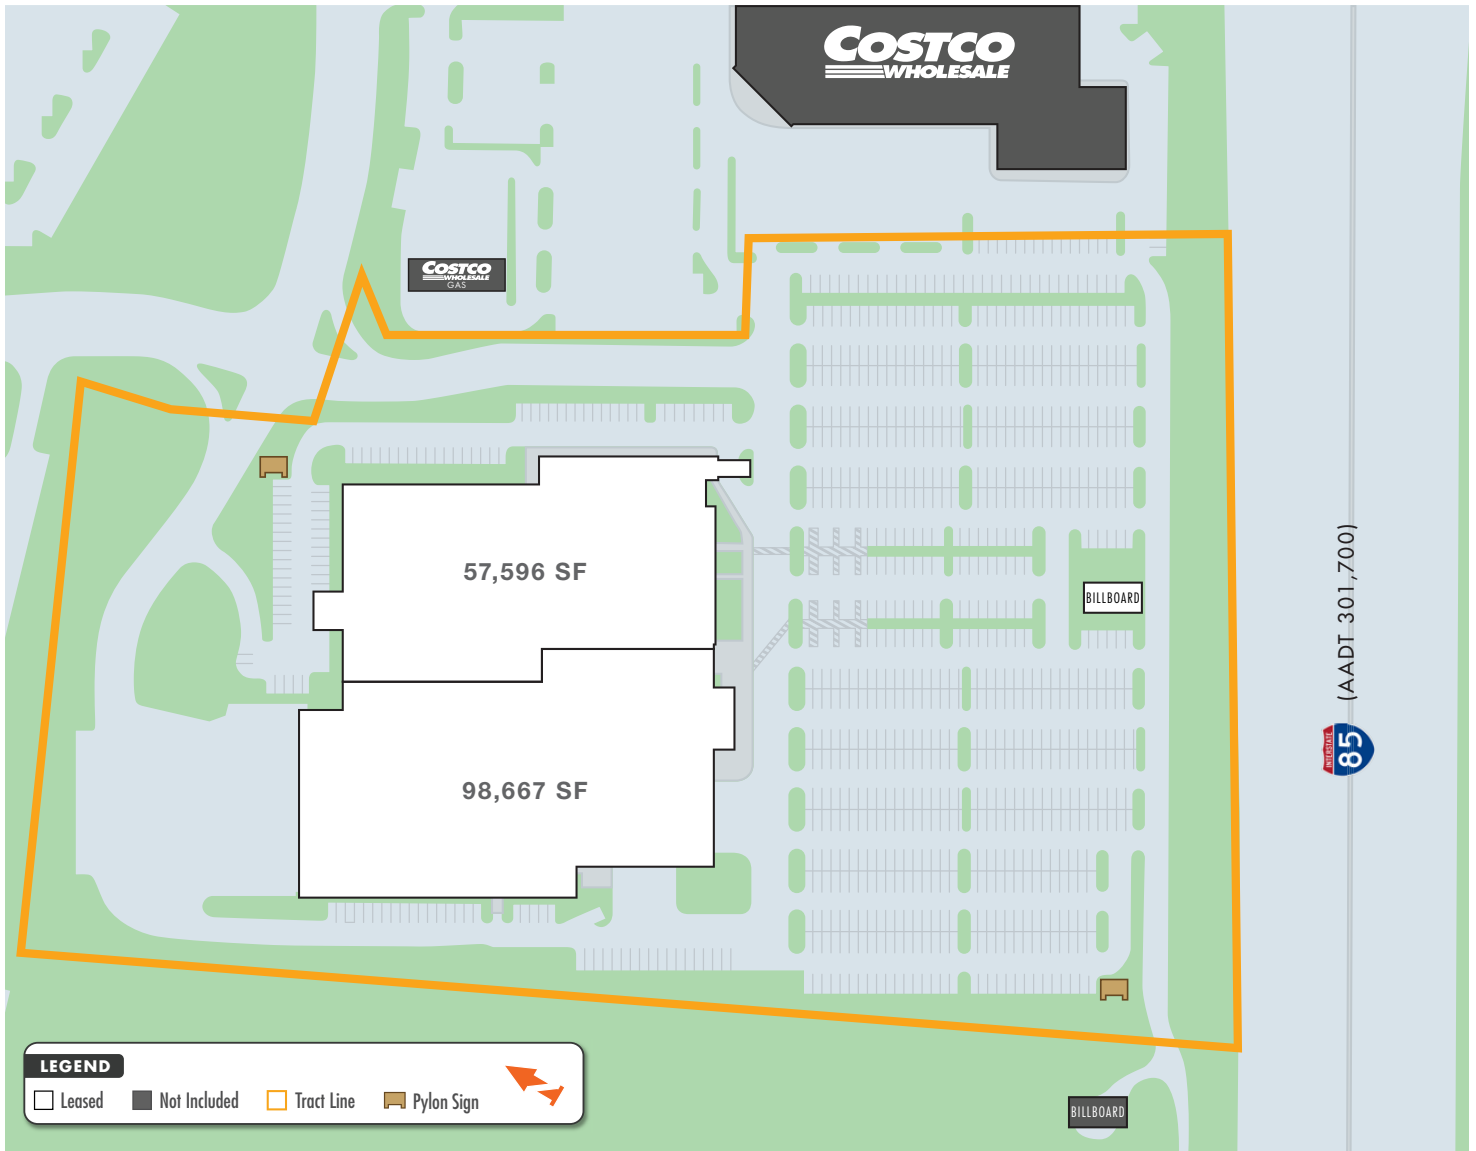 COSTCO
WHOLESALE
COSTCO
WHOLESALE
GAS
57,596 SF
BILLBOARD
(AADT 301,700)
INTERSTATE
85
98,667 SF
LEGEND
Leased
Not Included
Tract Line
Pylon Sign
BILLBOARD